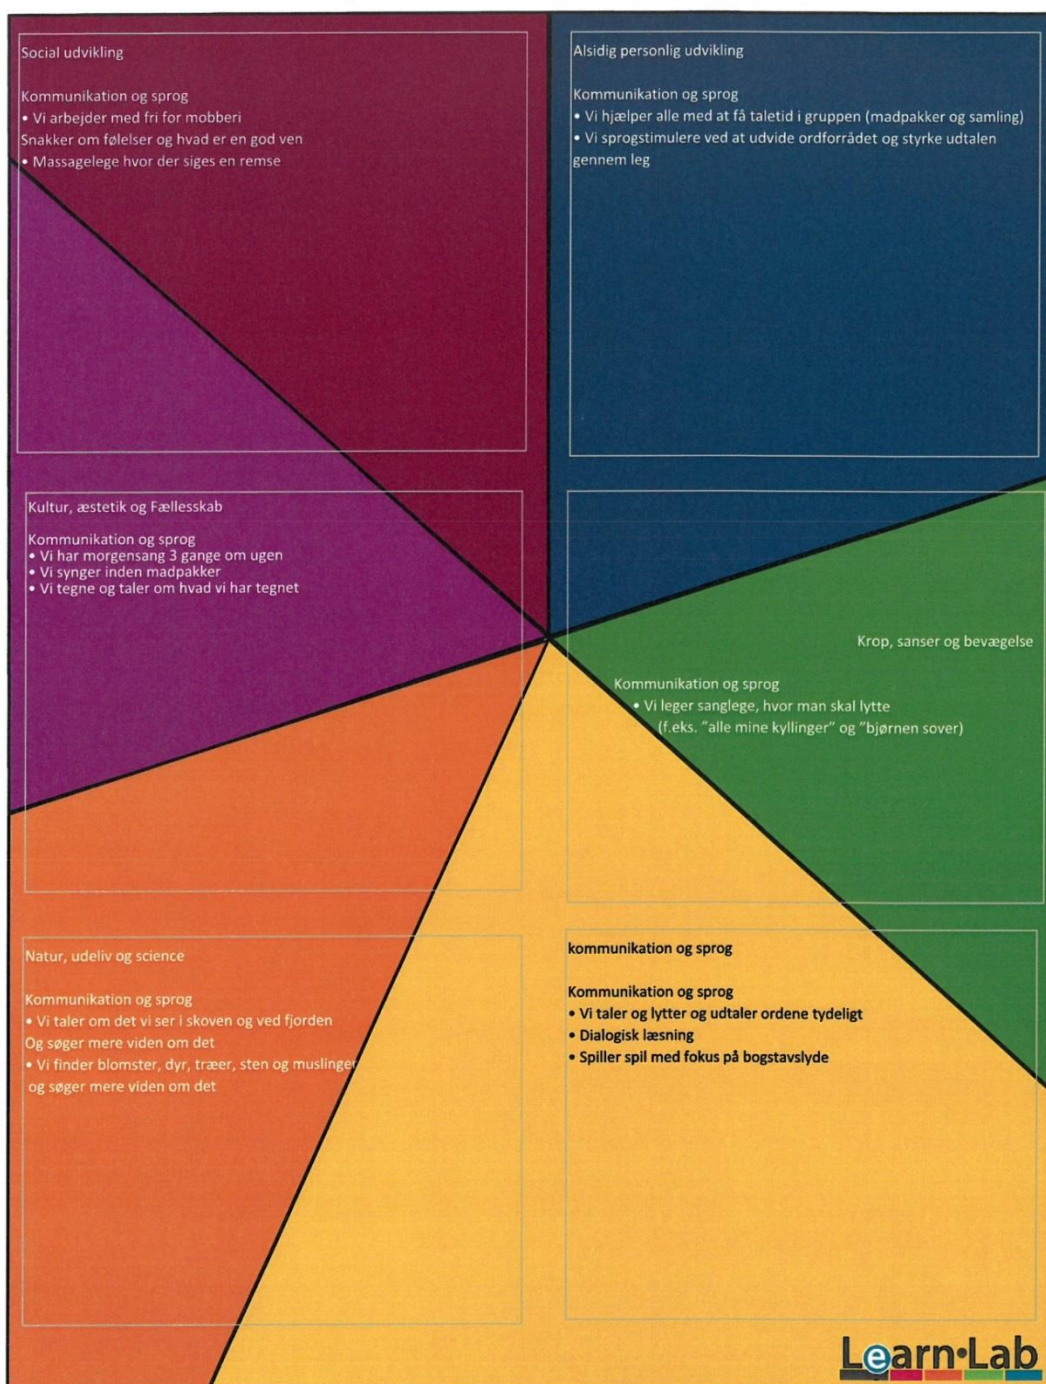 Social udvikling
Kommunikation og sprog
• Vi arbejder med fri for mobberi
Snakker om følelser og hvad er en god ven
• Massagelege hvor der siges en remse
Alsidig personlig udvikling
Kommunikation og sprog
• Vi hjælper alle med at få taletid i gruppen (madpakker og samling)
• Vi sprogstimulere ved at udvide ordforrådet og styrke udtalen
gennem leg
Kultur, æstetik og Fællesskab
Kommunikation og sprog
• Vi har morgensang 3 gange om ugen
• Vi synger inden madpakker
• Vi tegne og taler om hvad vi har tegnet
Krop, sanser og bevægelse
Kommunikation og sprog
• Vi leger sanglege, hvor man skal lytte
(f.eks. ”alle mine kyllinger” og ”bjørnen sover)
Natur, udeliv og science
Kommunikation og sprog
• Vi taler om det vi ser i skoven og ved fjorden
Og søger mere viden om det
• Vi finder blomster, dyr, træer, sten og muslinger
og søger mere viden om det
kommunikation og sprog
Kommunikation og sprog
• Vi taler og lytter og udtaler ordene tydeligt
• Dialogisk læsning
• Spiller spil med fokus på bogstavslyde
Learn•Lab